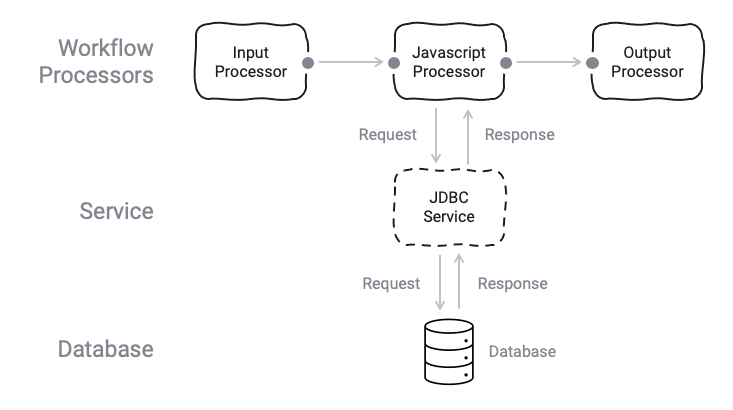 Workflow
Processors
Input
Processor
Javascript
Processor
Output
Processor
Request
Response
Service
JDBC
Service
Request
Response
Database
Database